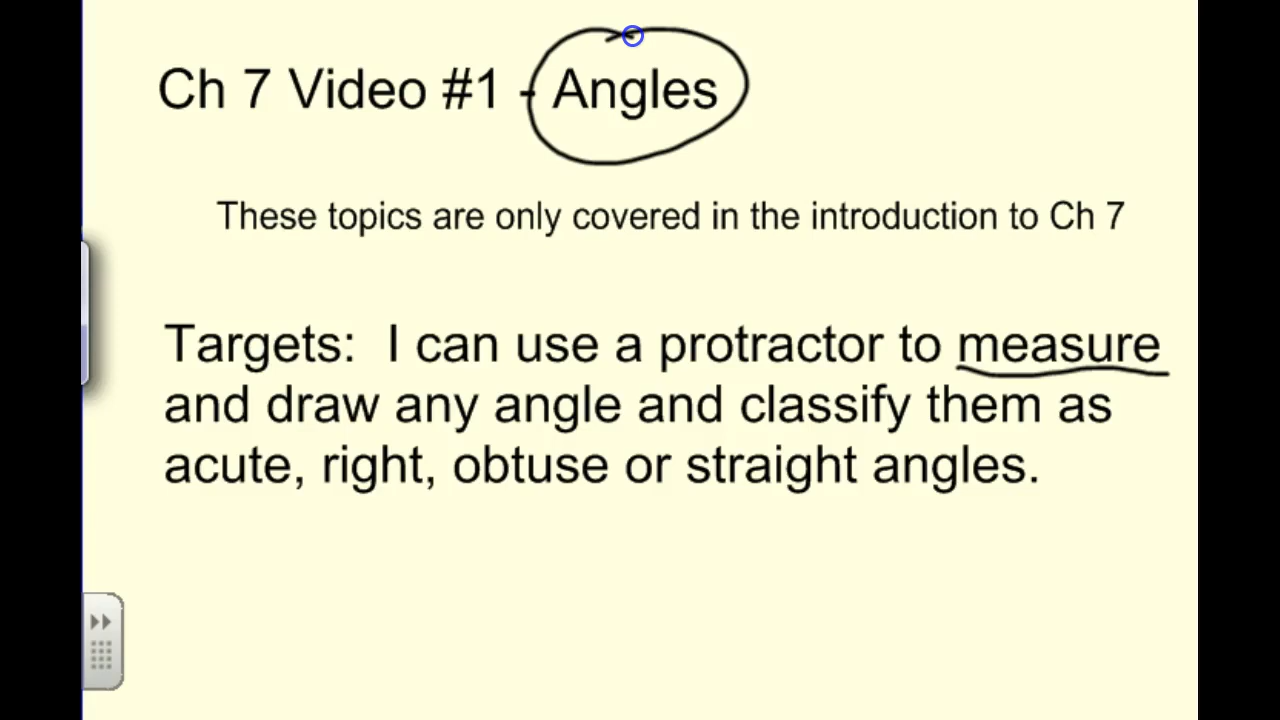 Ch 7 Video #1 - Angles
These topics are only covered in the introduction to Ch 7
Targets:  I can use a protractor to measure
and draw any angle and classify them as
acute, right, obtuse or straight angles.